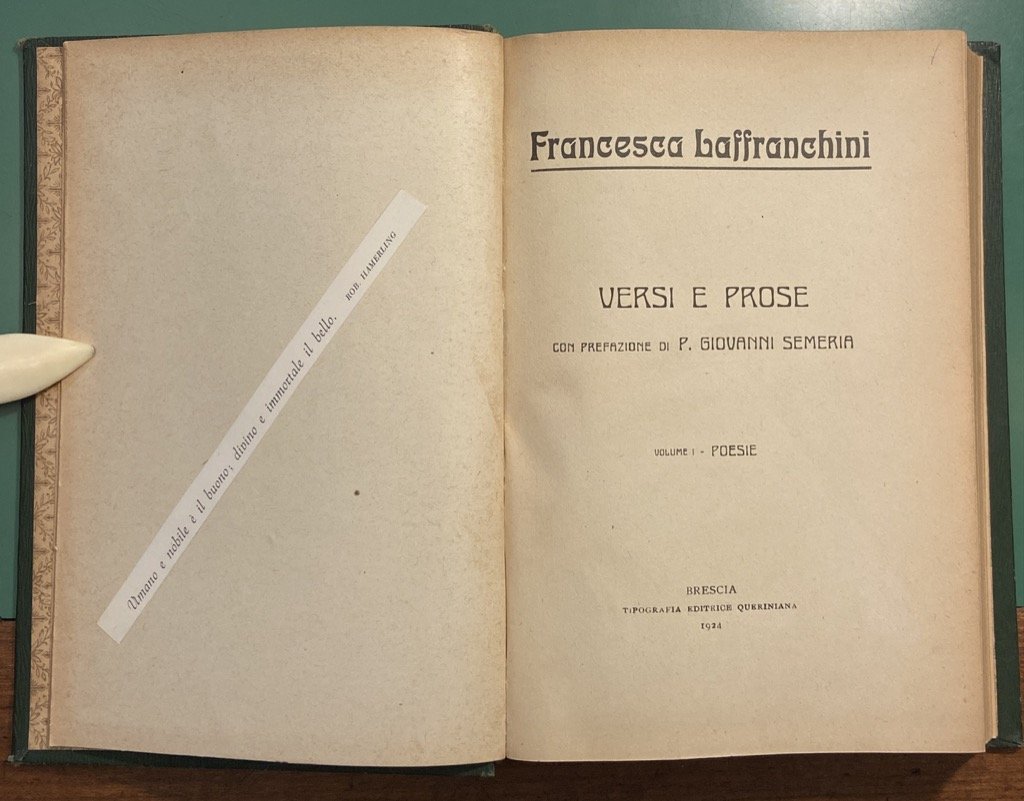 Umano e nobile è il buono; divino e immortale il bello.
ROB. HAMERLING
Francesca Laffranchini
VERSI E PROSE
CON PREFAZIONE DI P. GIOVANNI SEMERIA
VOLUME I - POESIE
BRESCIA
TIPOGRAFIA EDITRICE QUERINIANA
1924